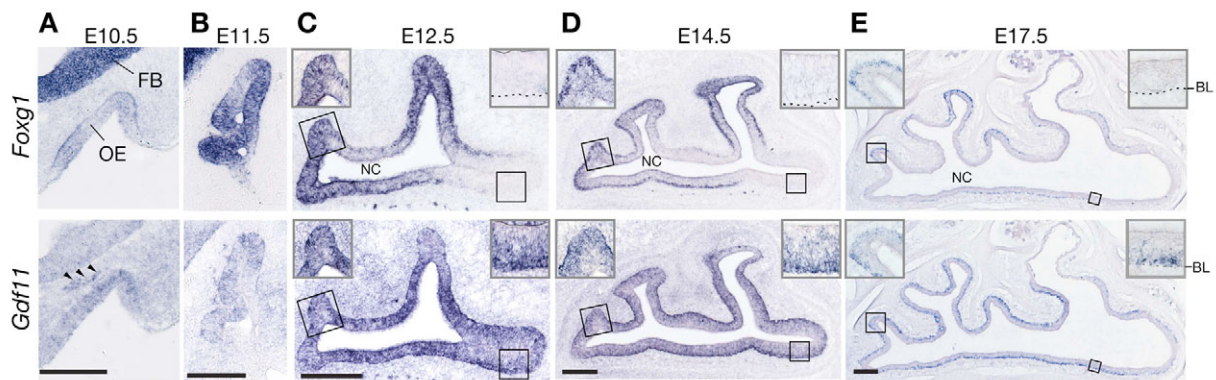 A B C D E
E10.5 E11.5 E12.5 E14.5 E17.5
Foxg1
FB
OE
NC
NC
NC
BL
Gdf11
BL